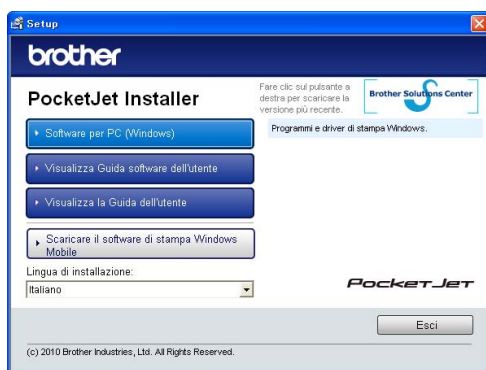 Setup
brother
PocketJet Installer
Fare clic sul pulsante a
destra per scaricare la
versione più recente.
Brother Solutions Center
Software per PC (Windows)
Programmi e driver di stampa Windows.
Visualizza Guida software dell'utente
Visualizza la Guida dell'utente
Scaricare il software di stampa Windows
Mobile
Lingua di installazione:
Italiano
PocketJet
Esci
(c) 2010 Brother Industries, Ltd. All Rights Reserved.